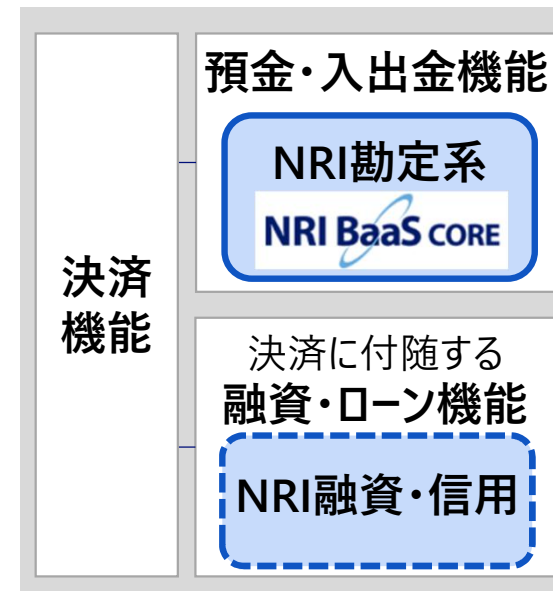 決済
機能
預金・入出金機能
NRI勘定系
NRI BaaS CORE
決済に付随する
融資・ローン機能
NRI融資・信用